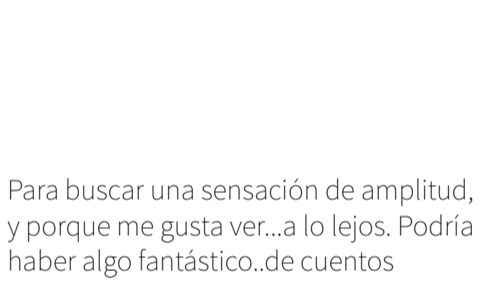 Para buscar una sensación de amplitud,
y porque me gusta ver...a lo lejos. Podría
haber algo fantástico..de cuentos